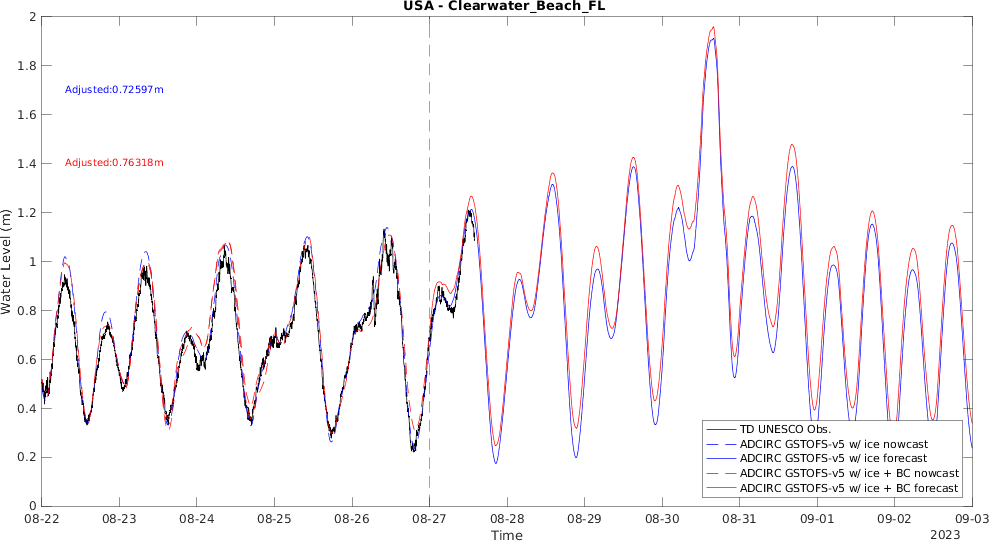 USA - Clearwater_Beach_FL
2
1.8
1.6
1.4
1.2
1
0.8
0.6
0.4
0.2
0
Water Level (m)
Adjusted:0.72597m
Adjusted:0.76318m
TD UNESCO Obs.
ADCIRC GSTOFS-v5 w/ ice nowcast
ADCIRC GSTOFS-v5 w/ ice forecast
ADCIRC GSTOFS-v5 w/ ice + BC nowcast
ADCIRC GSTOFS-v5 w/ ice + BC forecast
08-22 08-23 08-24 08-25 08-26 08-27 08-28 08-29 08-30 08-31 09-01 09-02 09-03
Time
2023